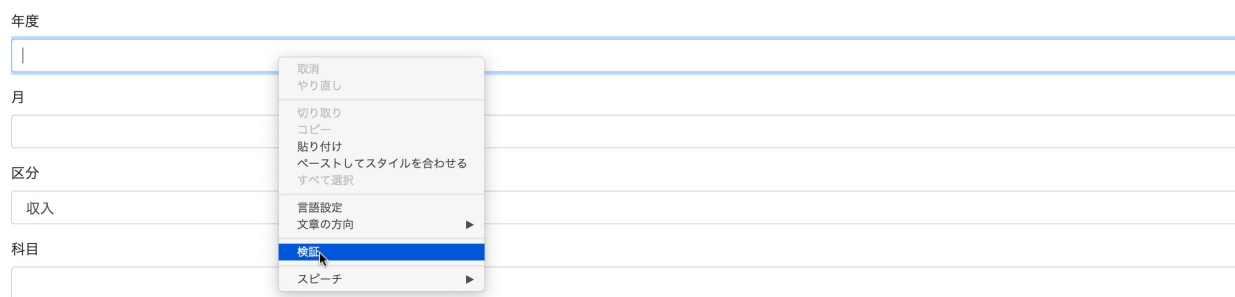 年度
月
区分
収入
科目
取消
やり直し
切り取り
コピー
貼り付け
ペーストしてスタイルを合わせる
すべて選択
言語設定
文章の方向
検証
スピーチ